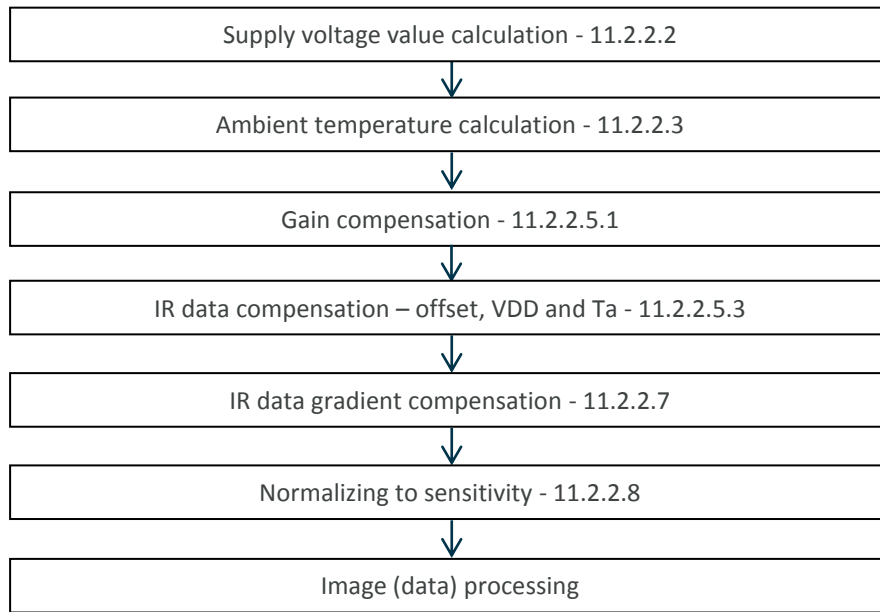 Supply voltage value calculation - 11.2.2.2
Ambient temperature calculation - 11.2.2.3
Gain compensation - 11.2.2.5.1
IR data compensation – offset, VDD and Ta - 11.2.2.5.3
IR data gradient compensation - 11.2.2.7
Normalizing to sensitivity - 11.2.2.8
Image (data) processing